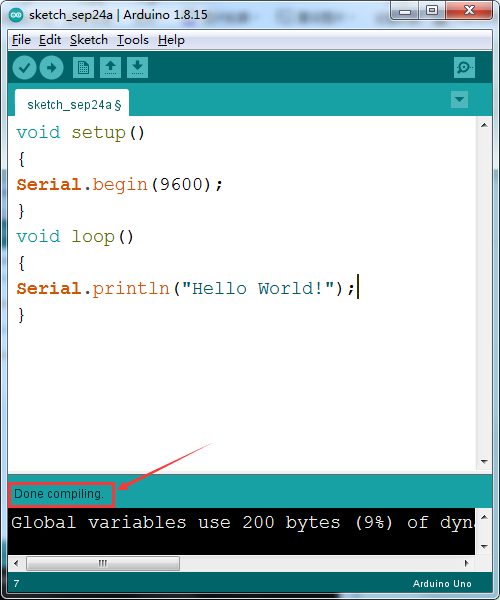 sketch_sep24a | Arduino 1.8.15
File Edit Sketch Tools Help
sketch_sep24a §
void setup()
{
Serial.begin(9600);
}
void loop()
{
Serial.println("Hello World!");
}
Done compiling.
Global variables use 200 bytes (9%) of dyna
7
Arduino Uno